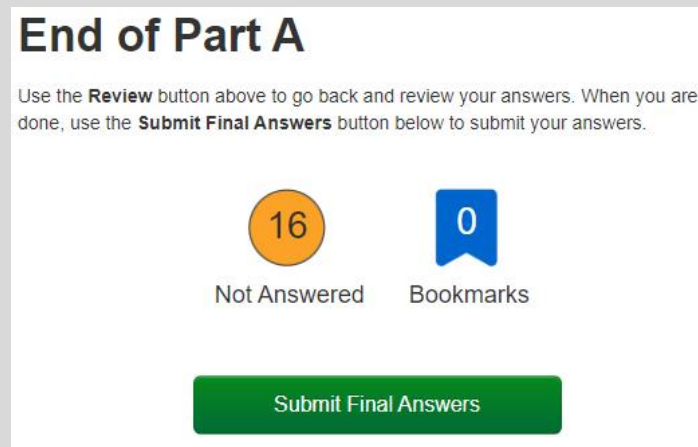 End of Part A
Use the Review button above to go back and review your answers. When you are
done, use the Submit Final Answers button below to submit your answers.
16
0
Not Answered
Bookmarks
Submit Final Answers